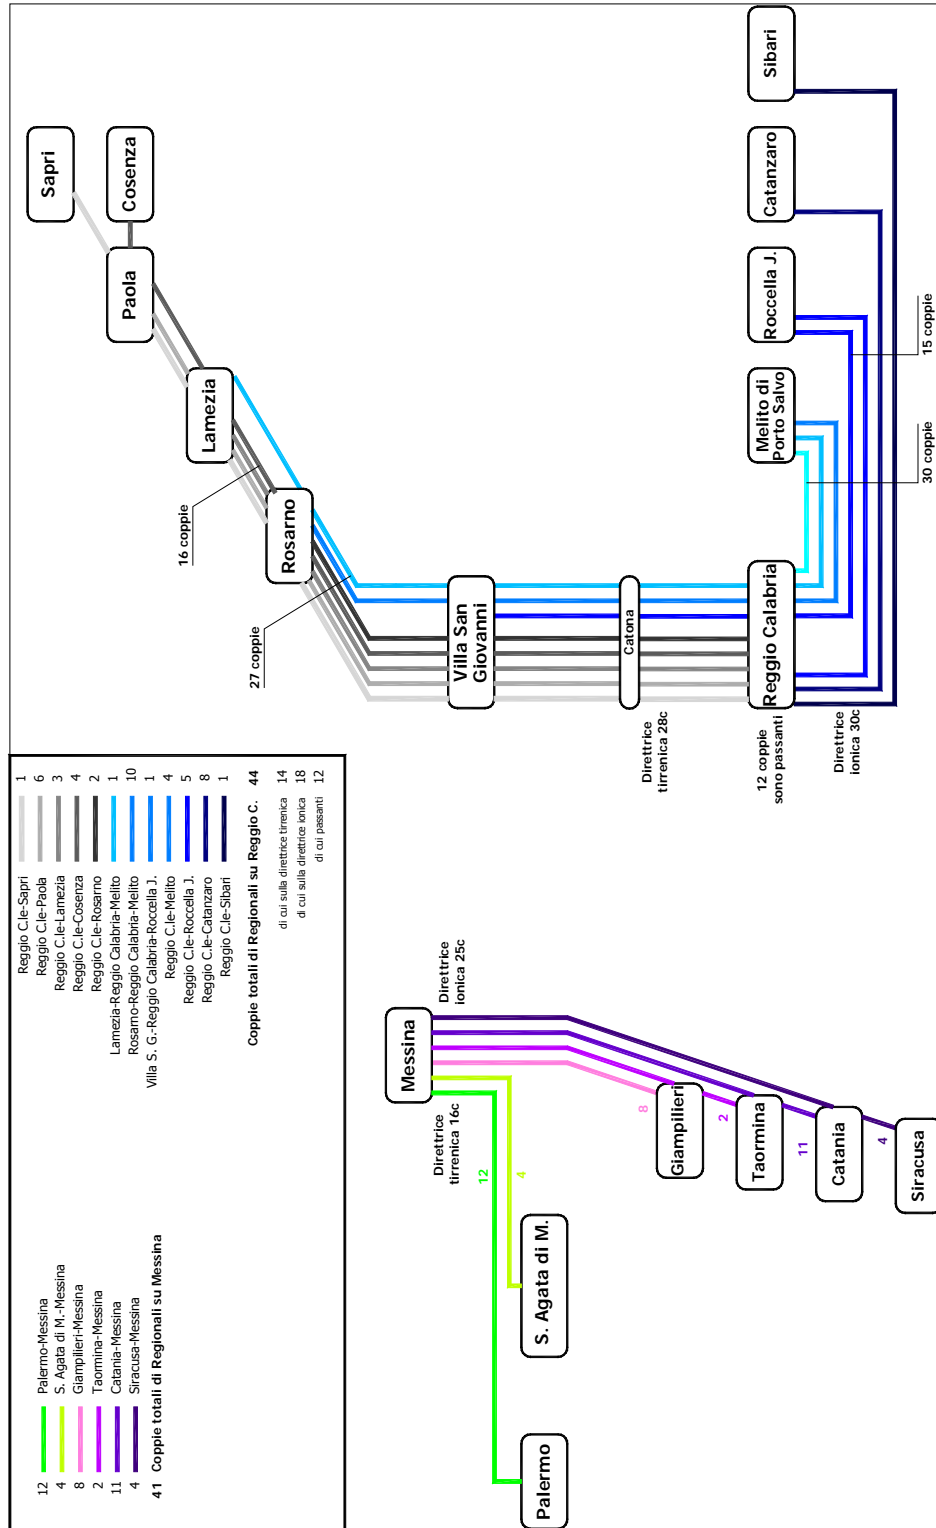 12 Palermo-Messina
4 S. Agata di M.-Messina
8 Giampilieri-Messina
2 Taormina-Messina
11 Catania-Messina
4 Siracusa-Messina
41 Coppie totali di Regionali su Messina
Reggio C.le-Sapri 1
Reggio C.le-Paola 6
Reggio C.le-Lamezia 3
Reggio C.le-Cosenza 4
Reggio C.le-Rosarno 2
Lamezia-Reggio Calabria-Melito 1
Rosarno-Reggio Calabria-Melito 10
Villa S. G.-Reggio Calabria-Roccella J. 1
Reggio C.le-Melito 4
Reggio C.le-Roccella J. 5
Reggio C.le-Catanzaro 8
Reggio C.le-Sibari 1
Coppie totali di Regionali su Reggio C. 44
di cui sulla direttrice tirrenica 14
di cui sulla direttrice ionica 18
di cui passanti 12
Sapri
Cosenza
Paola
Lamezia
16 coppie
Rosarno
27 coppie
Villa San
Giovanni
Catona
Direttrice
tirrenica 28c
Reggio Calabria
12 coppie
sono passanti
Direttrice
ionica 30c
Melito di
Porto Salvo
Roccella J.
Catanzaro
Sibari
30 coppie
15 coppie
Messina
Direttrice
ionica 25c
Direttrice
tirrenica 16c
12
4
Palermo
S. Agata di M.
8
Giampilieri
2
Taormina
11
Catania
4
Siracusa